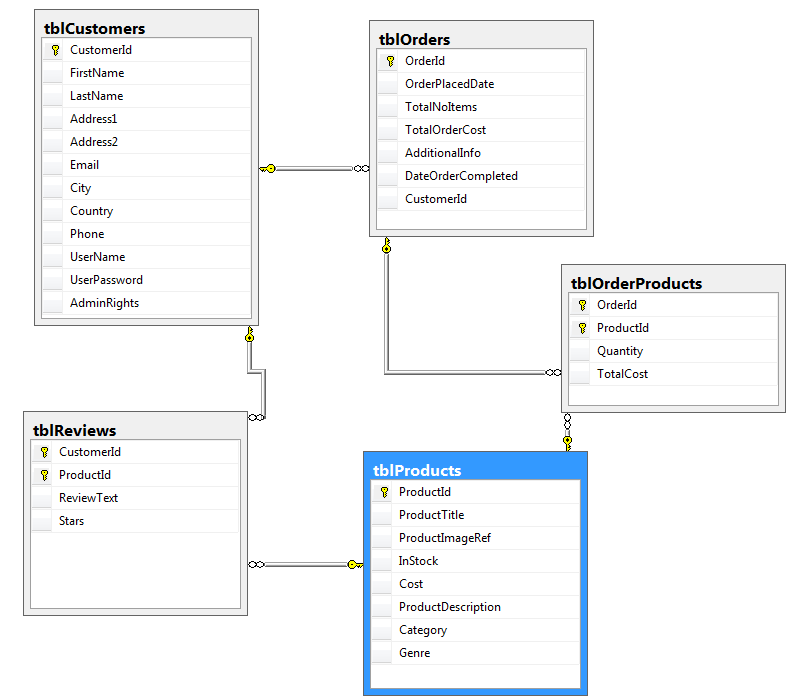 tblCustomers
CustomerId
FirstName
LastName
Address1
Address2
Email
City
Country
Phone
UserName
UserPassword
AdminRights
tblOrders
OrderId
OrderPlacedDate
TotalNoItems
TotalOrderCost
AdditionalInfo
DateOrderCompleted
CustomerId
tblOrderProducts
OrderId
ProductId
Quantity
TotalCost
tblReviews
CustomerId
ProductId
ReviewText
Stars
tblProducts
ProductId
ProductTitle
ProductImageRef
InStock
Cost
ProductDescription
Category
Genre